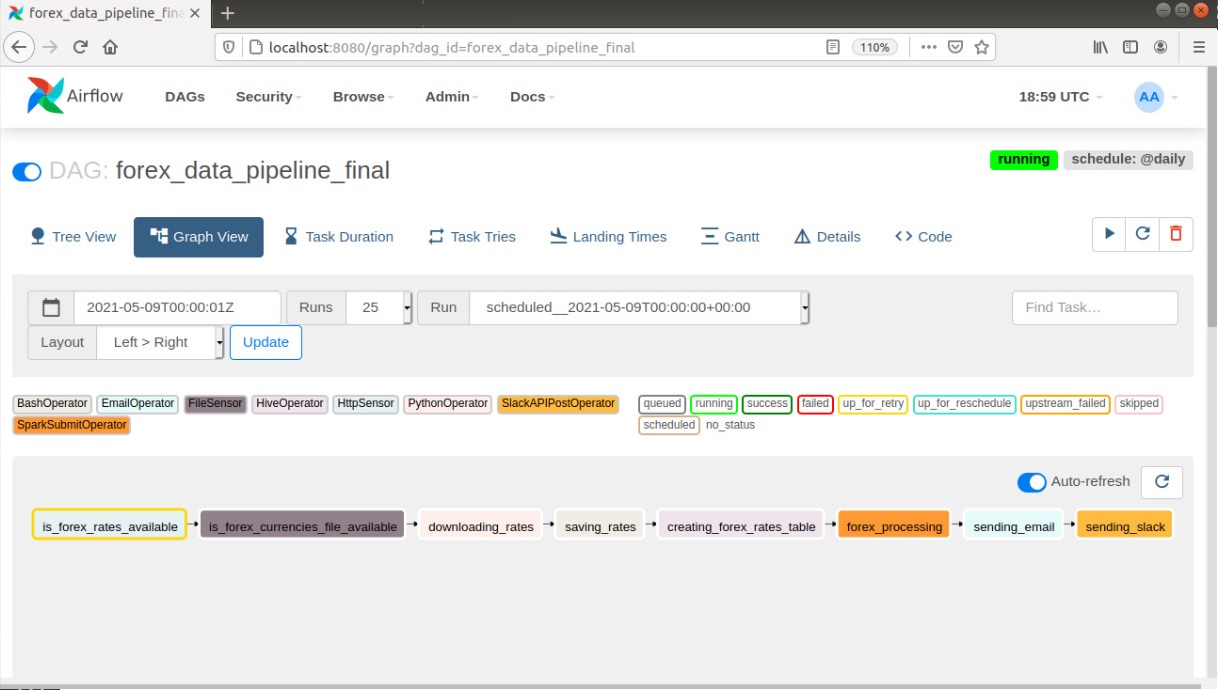 forex_data_pipeline_fina
localhost:8080/graph?dag_id=forex_data_pipeline_final
110%
Airflow
DAGs
Security
Browse
Admin
Docs
18:59 UTC
AA
DAG: forex_data_pipeline_final
running
schedule: @daily
Tree View
Graph View
Task Duration
Task Tries
Landing Times
Gantt
Details
Code
2021-05-09T00:00:01Z
Runs
25
Run
scheduled__2021-05-09T00:00:00+00:00
Find Task…
Layout
Left > Right
Update
BashOperator
EmailOperator
FileSensor
HiveOperator
HttpSensor
PythonOperator
SlackAPIPostOperator
SparkSubmitOperator
queued
running
success
failed
up_for_retry
up_for_reschedule
upstream_failed
skipped
scheduled
no_status
Auto-refresh
is_forex_rates_available
is_forex_currencies_file_available
downloading_rates
saving_rates
creating_forex_rates_table
forex_processing
sending_email
sending_slack